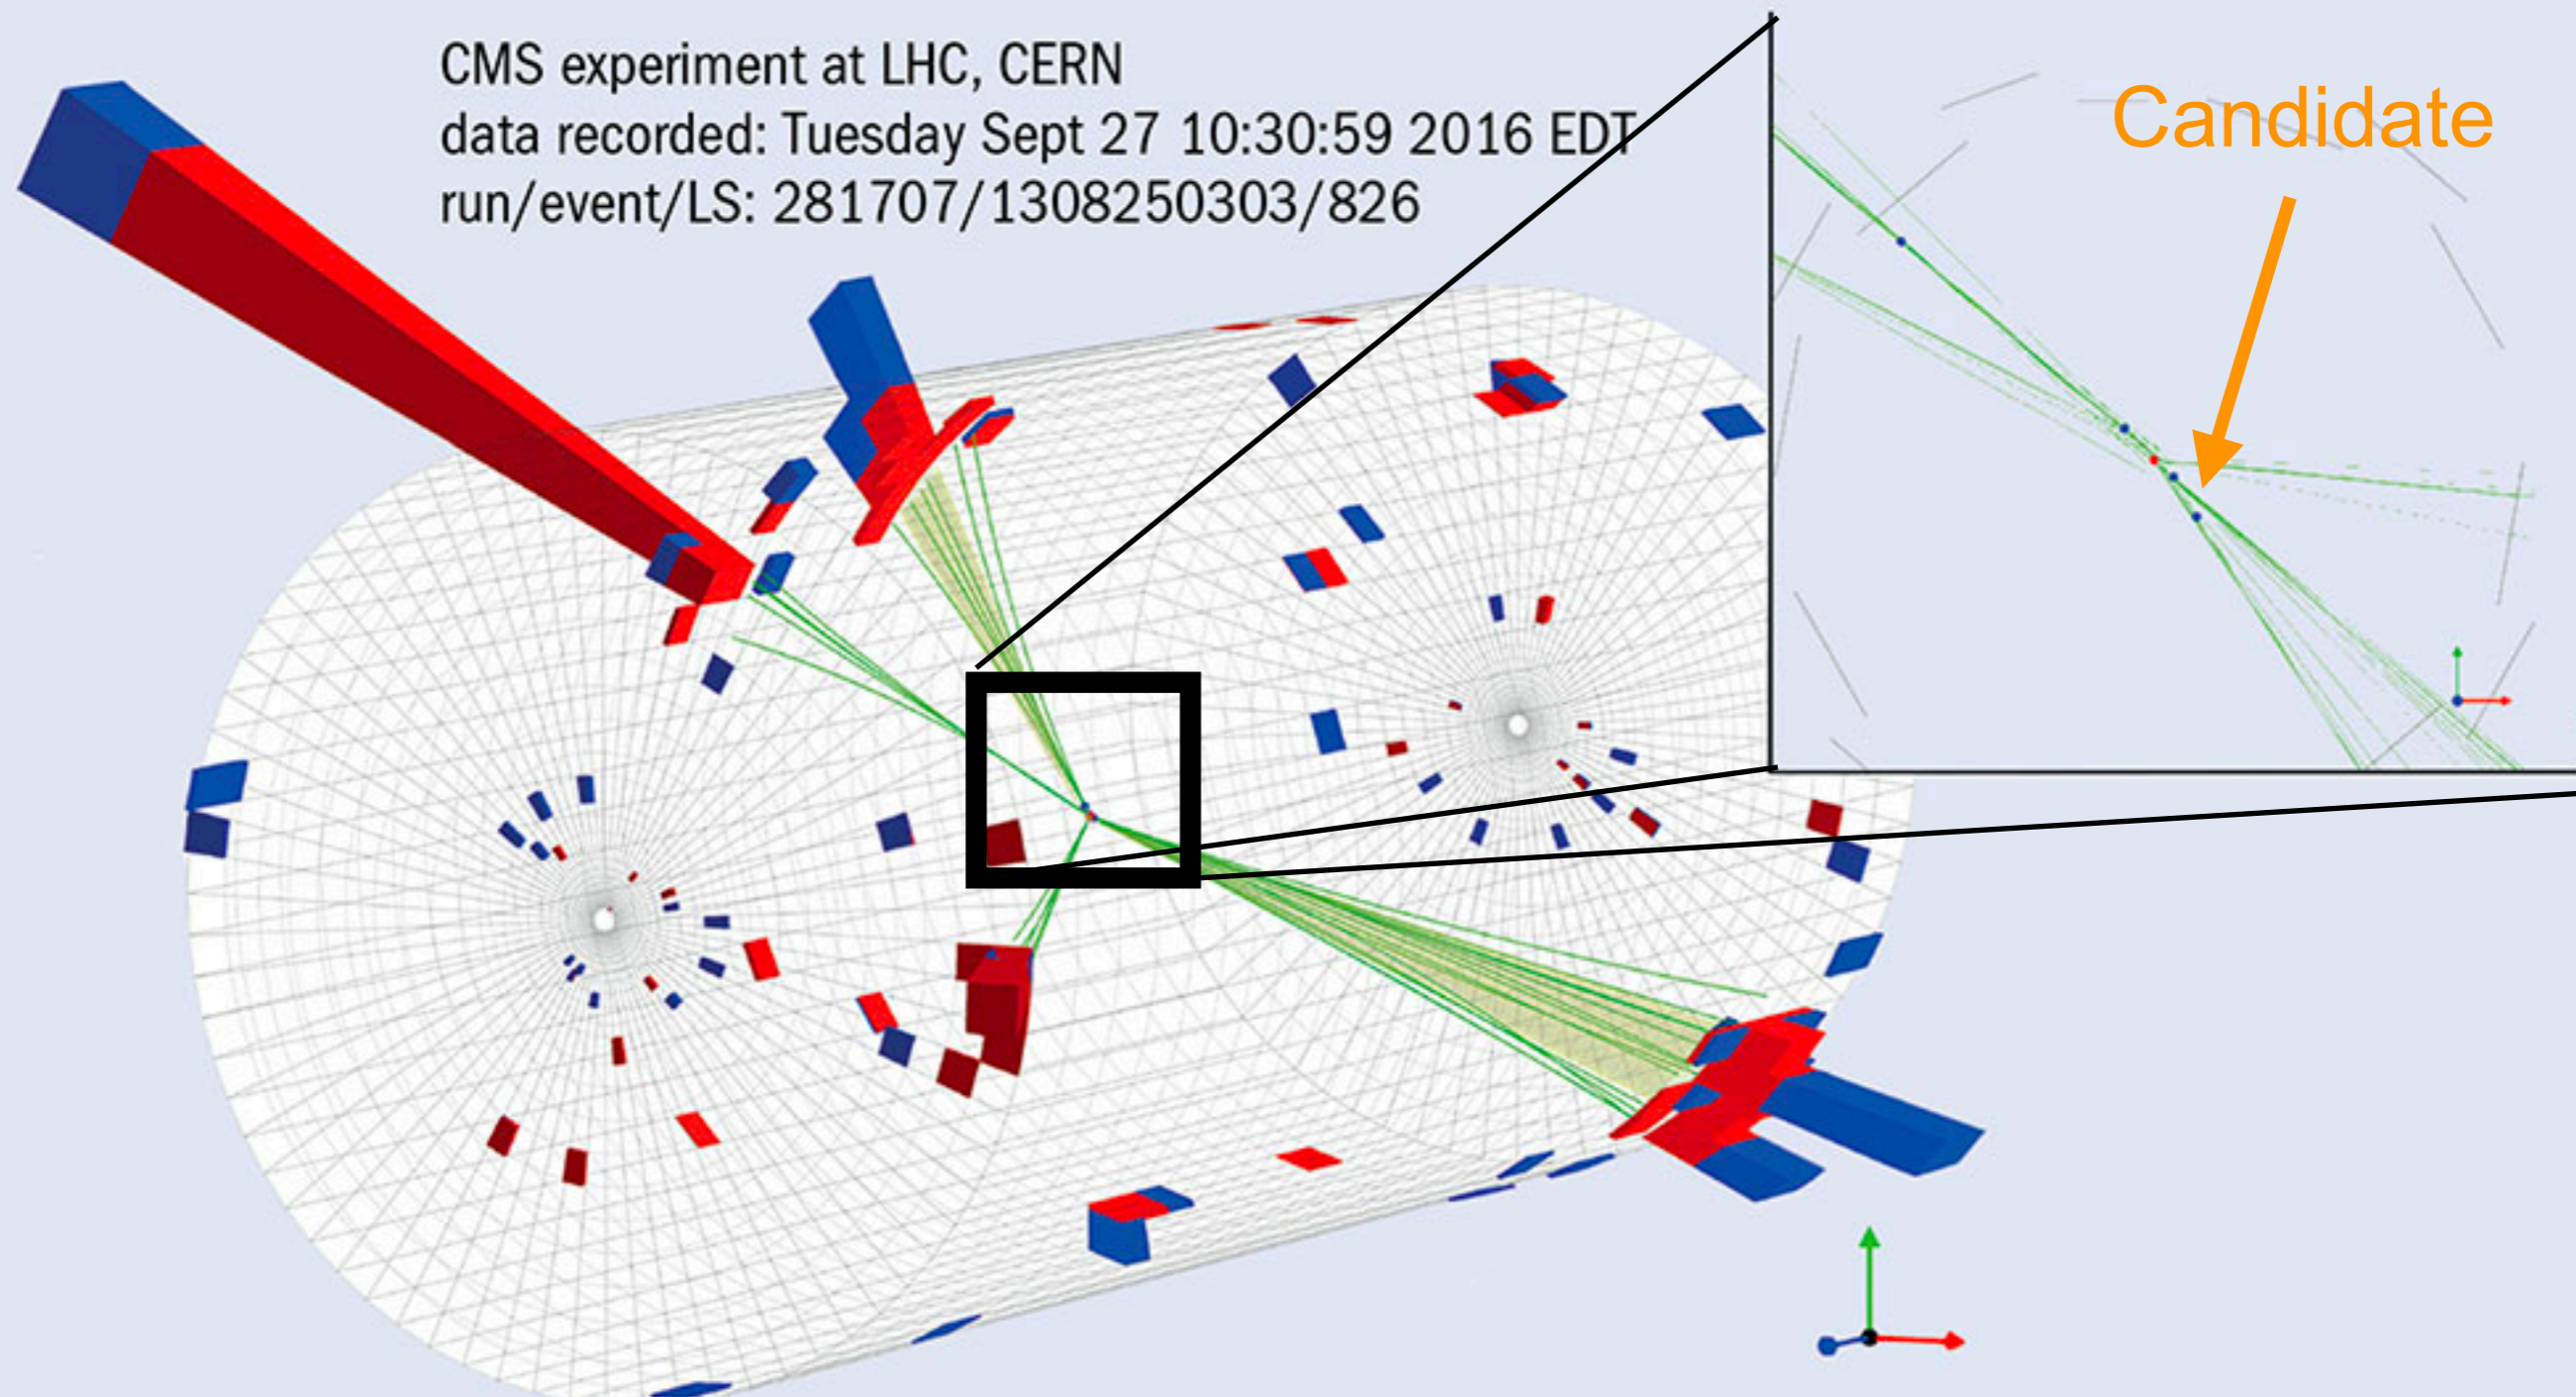 CMS experiment at LHC, CERN
data recorded: Tuesday Sept 27 10:30:59 2016 EDT
run/event/LS: 281707/1308250303/826
Candidate